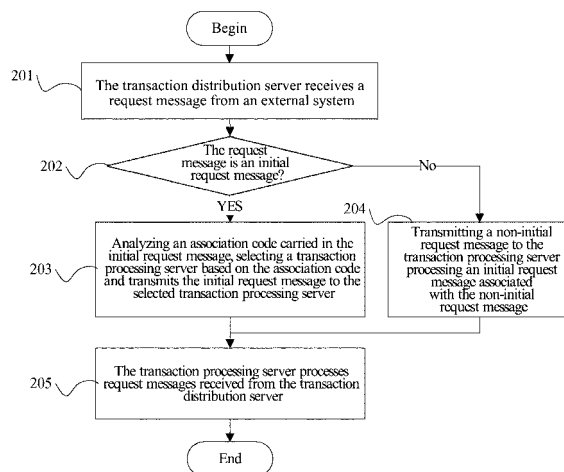 Begin
201
The transaction distribution server receives a
request message from an external system
202
The request
message is an initial
request message?
No
YES
204
203
Analyzing an association code carried in the
initial request message, selecting a transaction
processing server based on the association code
and transmits the initial request message to the
selected transaction processing server
Transmitting a non-initial
request message to the
transaction processing server
processing an initial request
message associated
with the non-initial
request message
205
The transaction processing server processes
request messages received from the transaction
distribution server
End